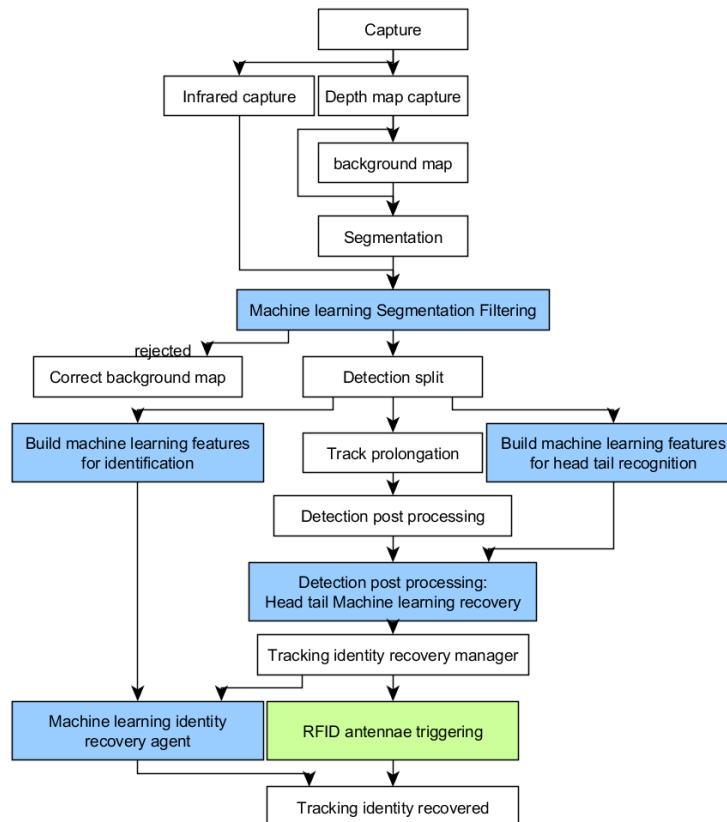 Capture
Infrared capture
Depth map capture
background map
Segmentation
Machine learning Segmentation Filtering
rejected
Correct background map
Detection split
Build machine learning features
for identification
Track prolongation
Build machine learning features
for head tail recognition
Detection post processing
Detection post processing:
Head tail Machine learning recovery
Tracking identity recovery manager
Machine learning identity
recovery agent
RFID antennae triggering
Tracking identity recovered